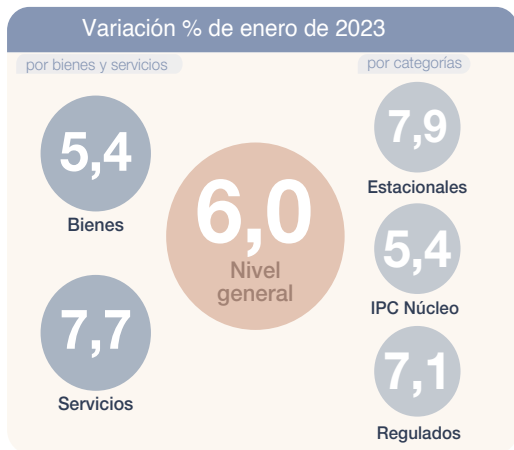 Variación % de enero de 2023
por bienes y servicios
por categorías
5,4
Bienes
7,7
Servicios
6,0
Nivel
general
7,9
Estacionales
5,4
IPC Núcleo
7,1
Regulados